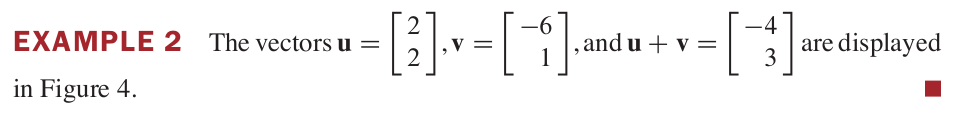 EXAMPLE 2 The vectors u = [2 2], v = [−6 1], and u + v = [−4 3] are displayed
in Figure 4.